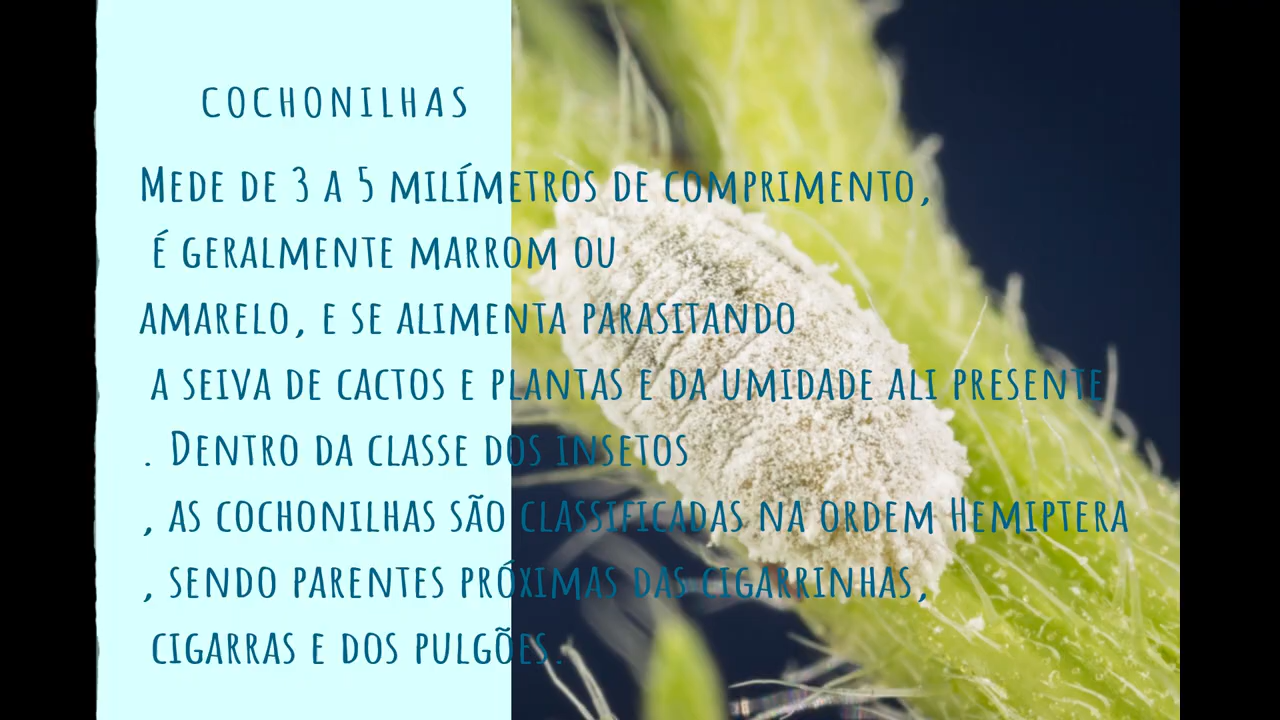 COCHONILHAS
Mede de 3 a 5 milímetros de comprimento,
é geralmente marrom ou
amarelo, e se alimenta parasitando
a seiva de cactos e plantas e da umidade ali presente
. Dentro da classe dos insetos
, as cochonilhas são classificadas na ordem Hemiptera
, sendo parentes próximas das cigarrinhas,
cigarras e dos pulgões.